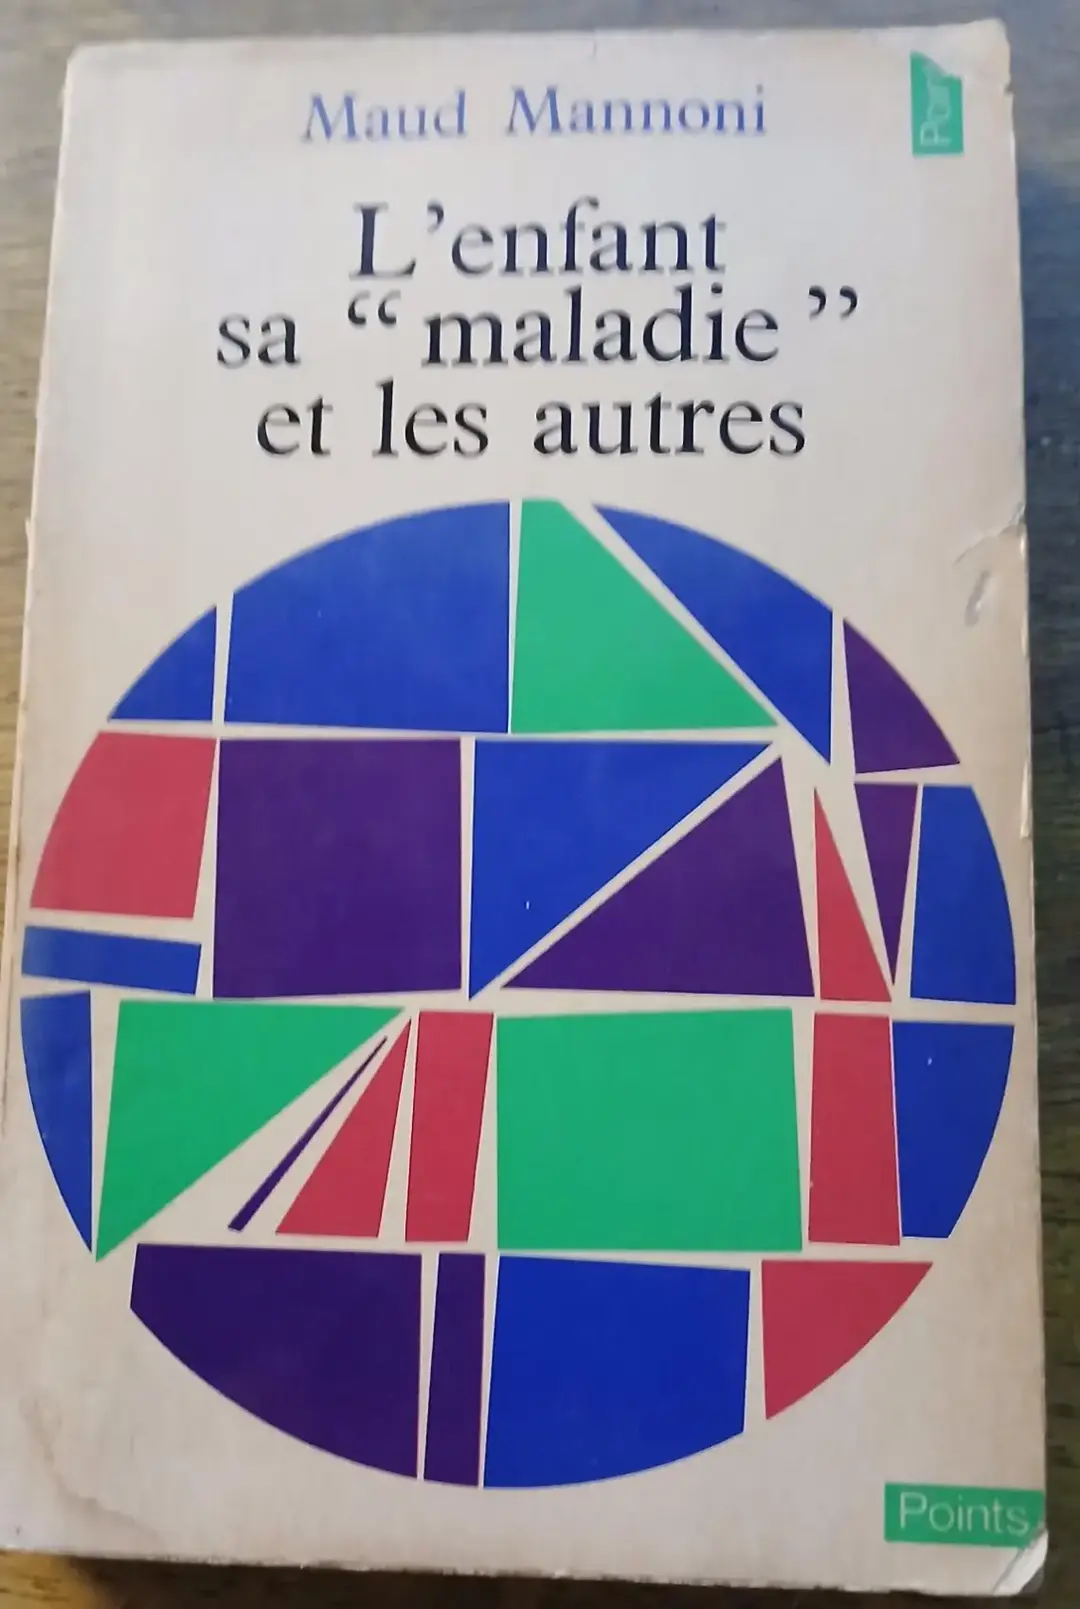 Maud Mannoni
L'enfant
sa “maladie”
et les autres
Points